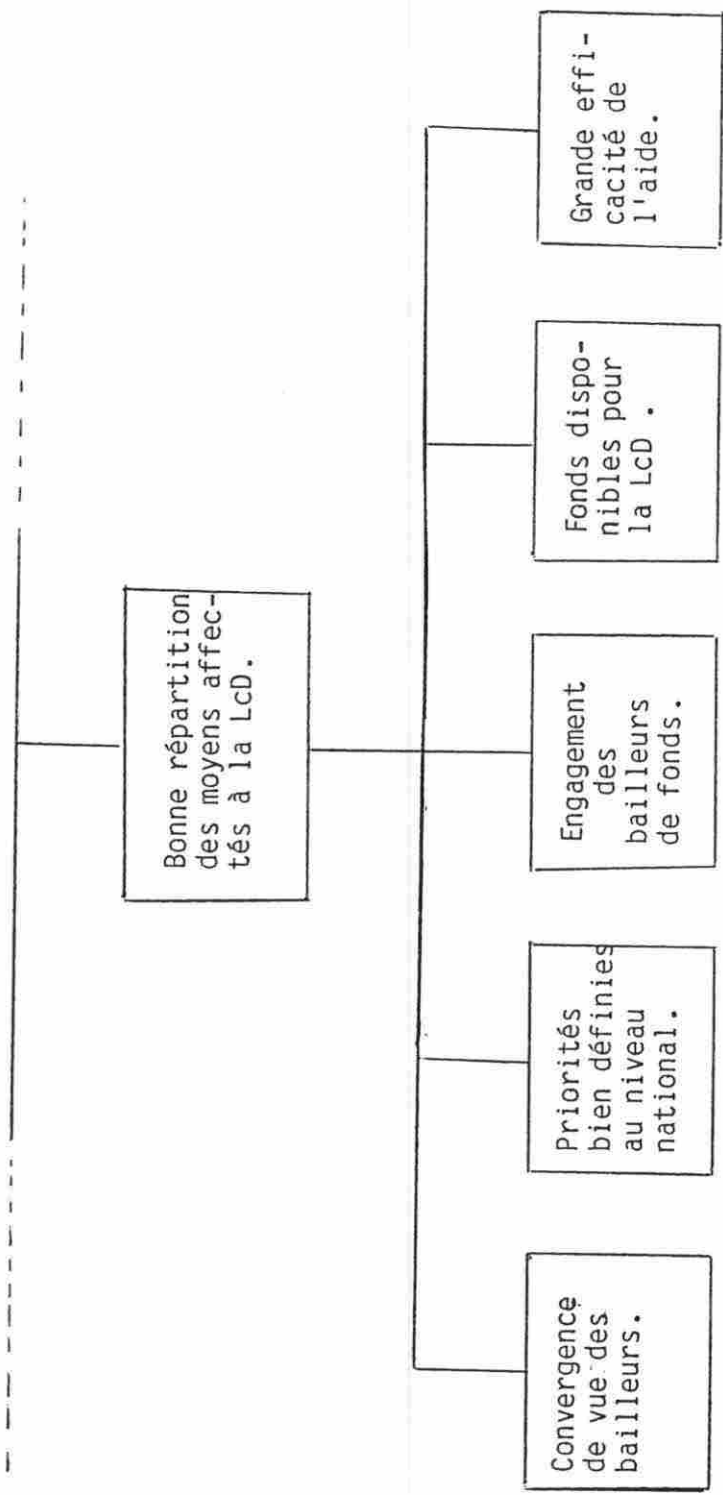 Bonne répartition
des moyens affec-
tés à la LcD.
Convergence
de vue des
bailleurs.
Priorités
bien définies
au niveau
national.
Engagement
des
bailleurs
de fonds.
Fonds dispo-
nibles pour
la LcD .
Grande effi-
cacité de
l'aide.